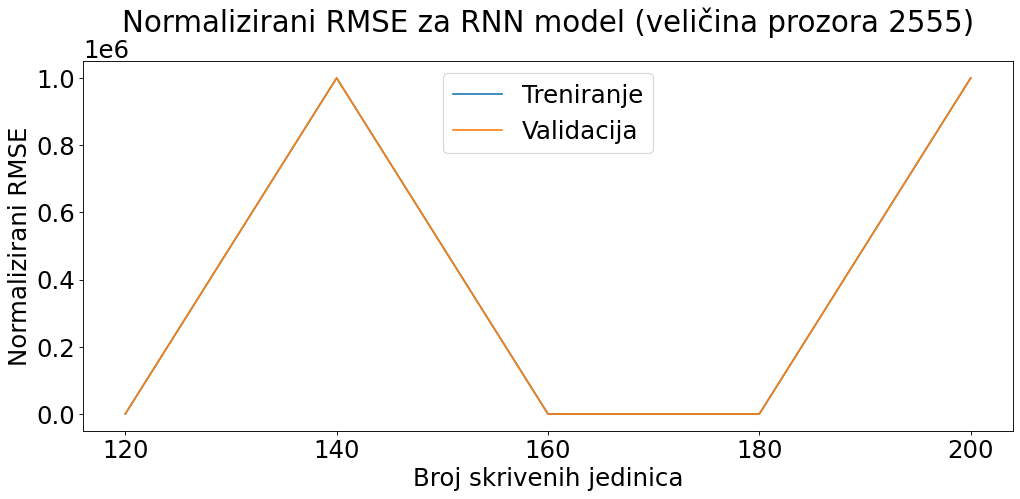 Normalizirani RMSE za RNN model (veličina prozora 2555)
1e6
1.0
0.8
0.6
0.4
0.2
0.0
Normalizirani RMSE
Treniranje
Validacija
120 140 160 180 200
Broj skrivenih jedinica